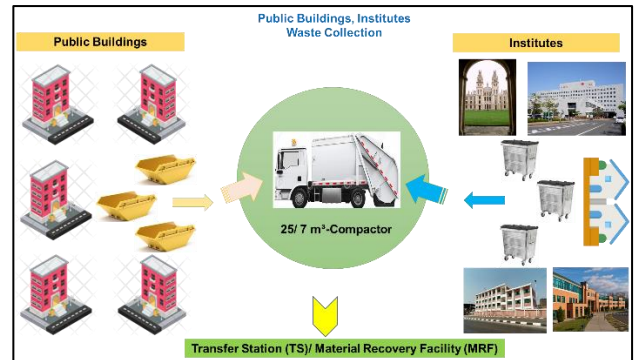 Public Buildings, Institutes
Waste Collection
Public Buildings
Institutes
25/ 7 m³-Compactor
Transfer Station (TS)/ Material Recovery Facility (MRF)